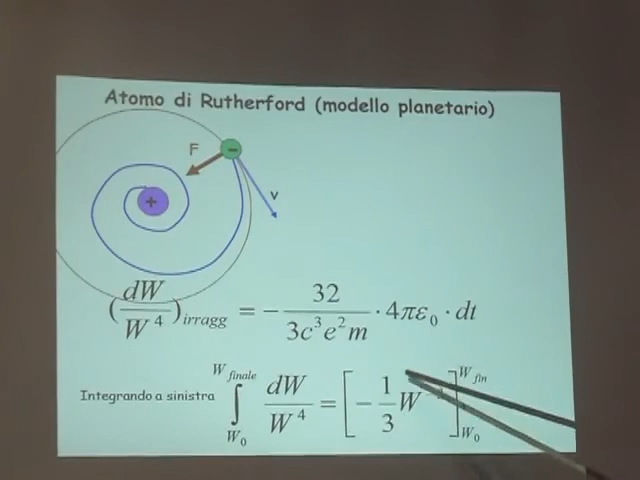 Atomo di Rutherford (modello planetario)
F
−
v
+
(dW/W⁴)irragg = − 32/(3c³e²m) · 4πε₀ · dt
Integrando a sinistra ∫_{W₀}^{W finale} dW/W⁴ = [− 1/3 W ]_{W₀}^{W fin}